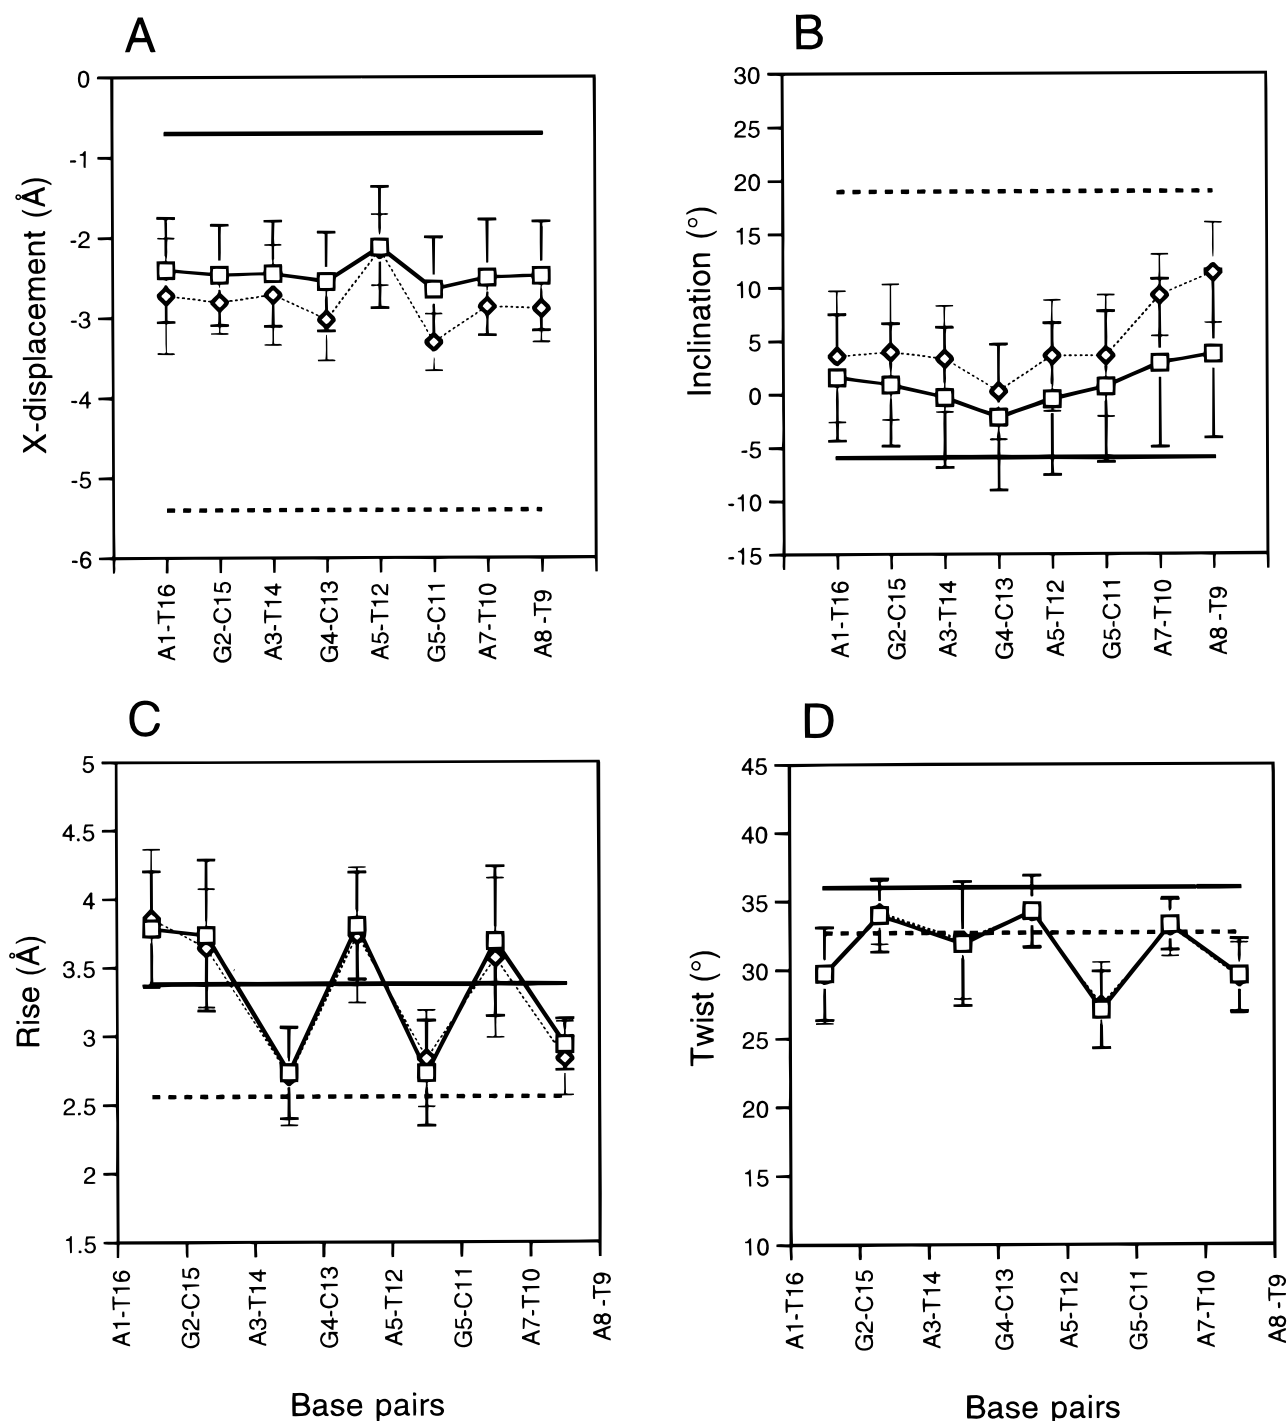 A
X-displacement (Å)
0
-1
-2
-3
-4
-5
-6
A1-T16
G2-C15
A3-T14
G4-C13
A5-T12
G5-C11
A7-T10
A8-T9
B
Inclination (°)
30
25
20
15
10
5
0
-5
-10
-15
A1-T16
G2-C15
A3-T14
G4-C13
A5-T12
G5-C11
A7-T10
A8-T9
C
Rise (Å)
5
4.5
4
3.5
3
2.5
2
1.5
A1-T16
G2-C15
A3-T14
G4-C13
A5-T12
G5-C11
A7-T10
A8-T9
Base pairs
D
Twist (°)
45
40
35
30
25
20
15
10
A1-T16
G2-C15
A3-T14
G4-C13
A5-T12
G5-C11
A7-T10
A8-T9
Base pairs